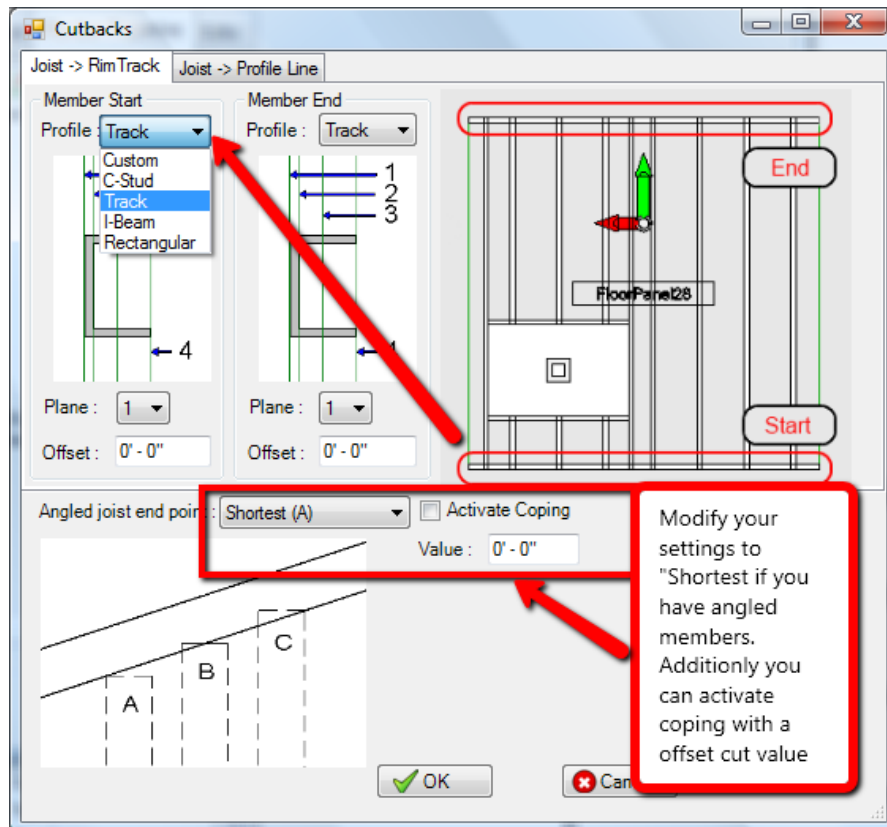 Cutbacks
Joist -> RimTrack
Joist -> Profile Line
Member Start
Profile : Track
Custom
C-Stud
Track
I-Beam
Rectangular
4
Plane : 1
Offset : 0' - 0"
Member End
Profile : Track
1
2
3
Plane : 1
Offset : 0' - 0"
End
FloorPanel28
Start
Angled joist end point : Shortest (A)
Activate Coping
Value : 0' - 0"
A
B
C
Modify your
settings to
"Shortest if you
have angled
members.
Additionly you
can activate
coping with a
offset cut value
OK
Can